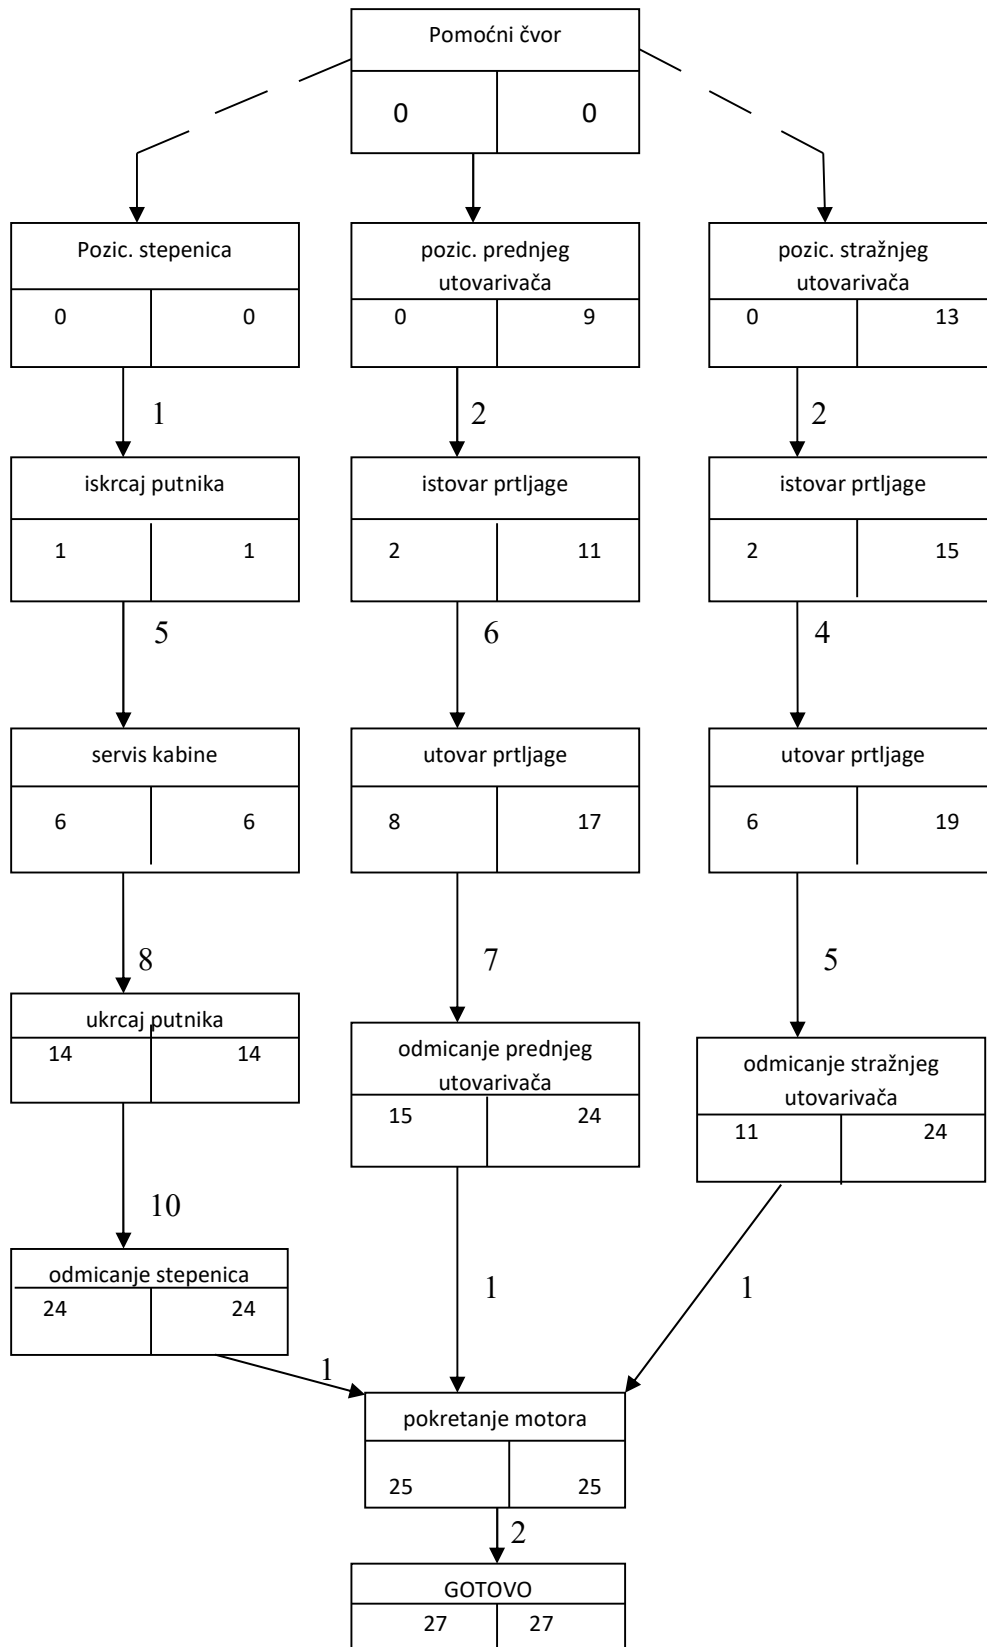 Pomoćni čvor
0 0
Pozic. stepenica
0 0
pozic. prednjeg
utovarivača
0 9
pozic. stražnjeg
utovarivača
0 13
1 2 2
iskrcaj putnika
1 1
istovar prtljage
2 11
istovar prtljage
2 15
5 6 4
servis kabine
6 6
utovar prtljage
8 17
utovar prtljage
6 19
8 7 5
ukrcaj putnika
14 14
odmicanje prednjeg
utovarivača
15 24
odmicanje stražnjeg
utovarivača
11 24
10
odmicanje stepenica
24 24
1 1 1
pokretanje motora
25 25
2
GOTOVO
27 27